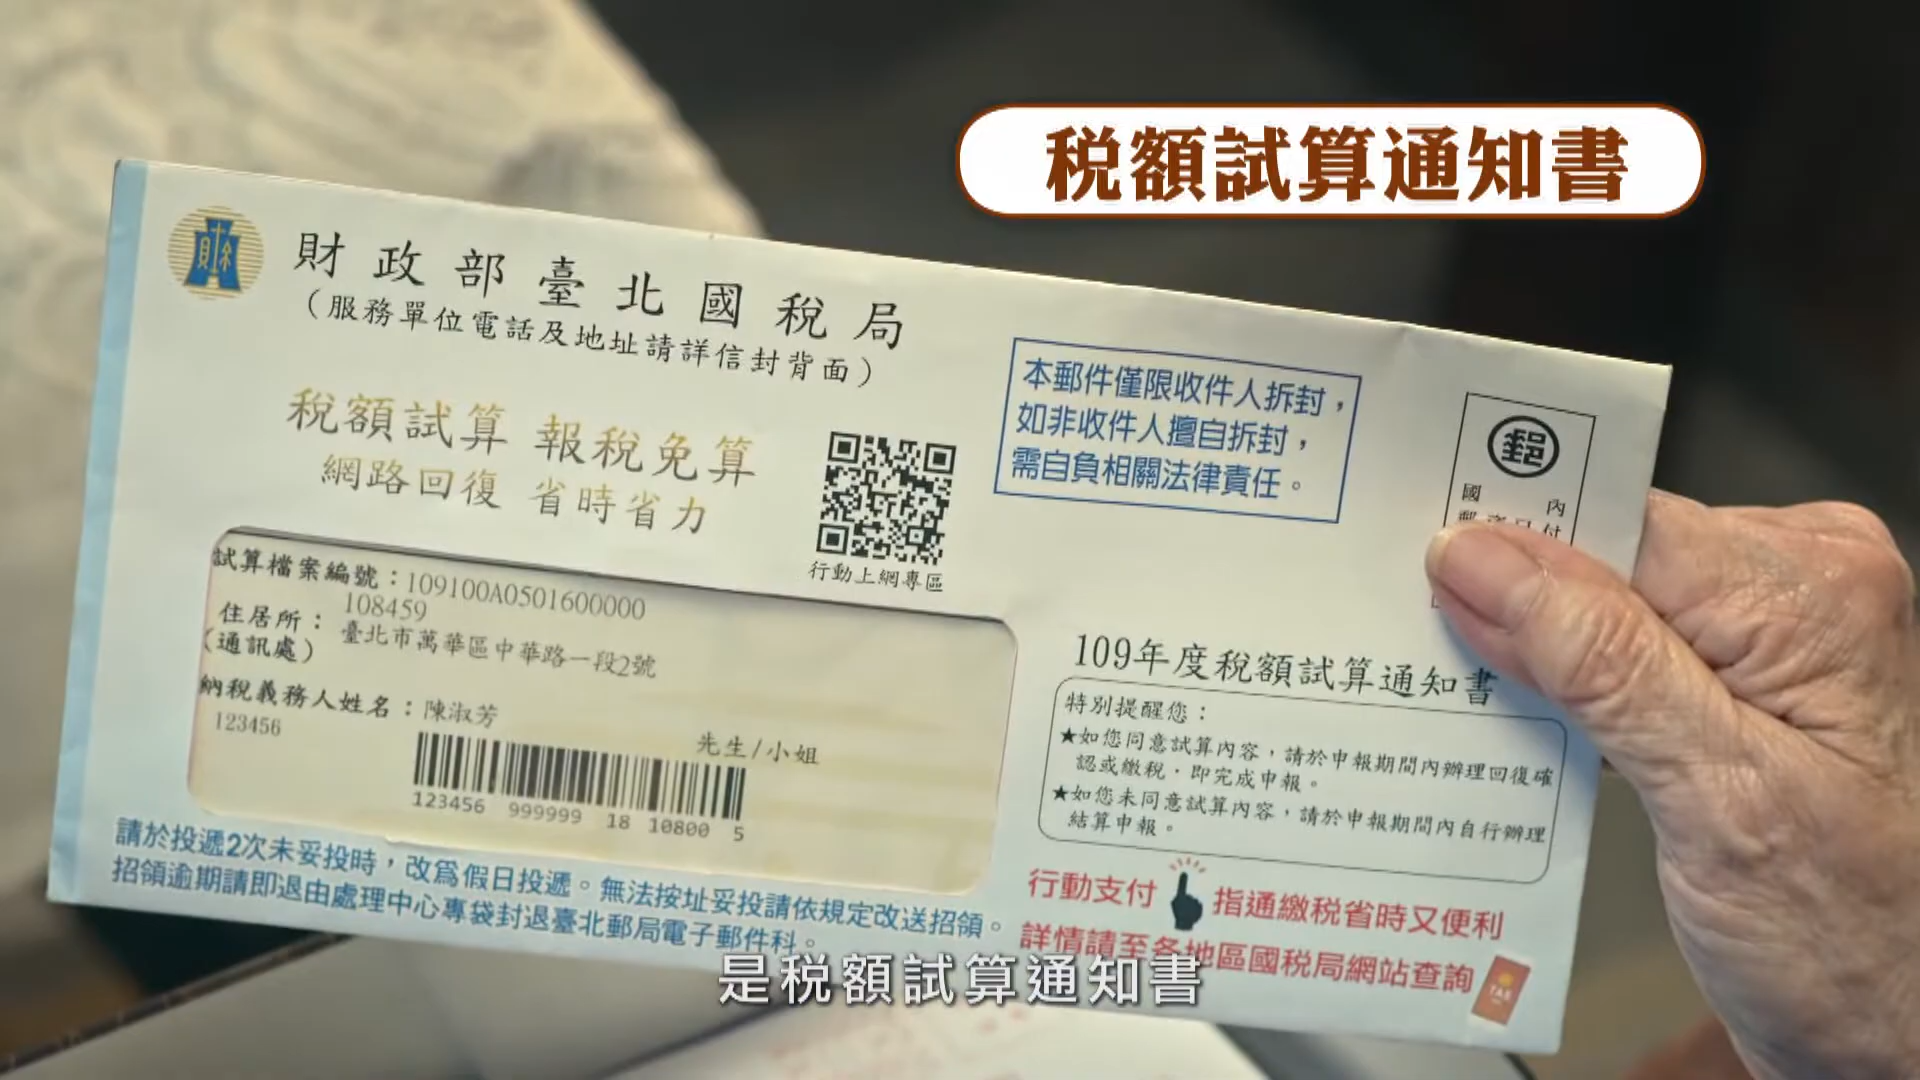 稅額試算通知書
財政部臺北國稅局
（服務單位電話及地址請詳信封背面）
稅額試算 報稅免算
網路回復 省時省力
行動上網專區
本郵件僅限收件人拆封，
如非收件人擅自拆封，
需自負相關法律責任。
郵
國 內
試算檔案編號：109100A0501600000
住居所：108459
（通訊處）臺北市萬華區中華路一段2號
納稅義務人姓名：陳淑芳
123456
先生/小姐
123456 999999 18 10800 5
109年度稅額試算通知書
特別提醒您：
★如您同意試算內容，請於申報期間內辦理回復確
認或繳稅，即完成申報。
★如您未同意試算內容，請於申報期間內自行辦理
結算申報。
請於投遞2次未妥投時，改為假日投遞。無法按址妥投請依規定改送招領。
招領逾期請即退由處理中心專袋封退臺北郵局電子郵件科。
行動支付 指通繳稅省時又便利
詳情請至各地區國稅局網站查詢
TAX
是稅額試算通知書